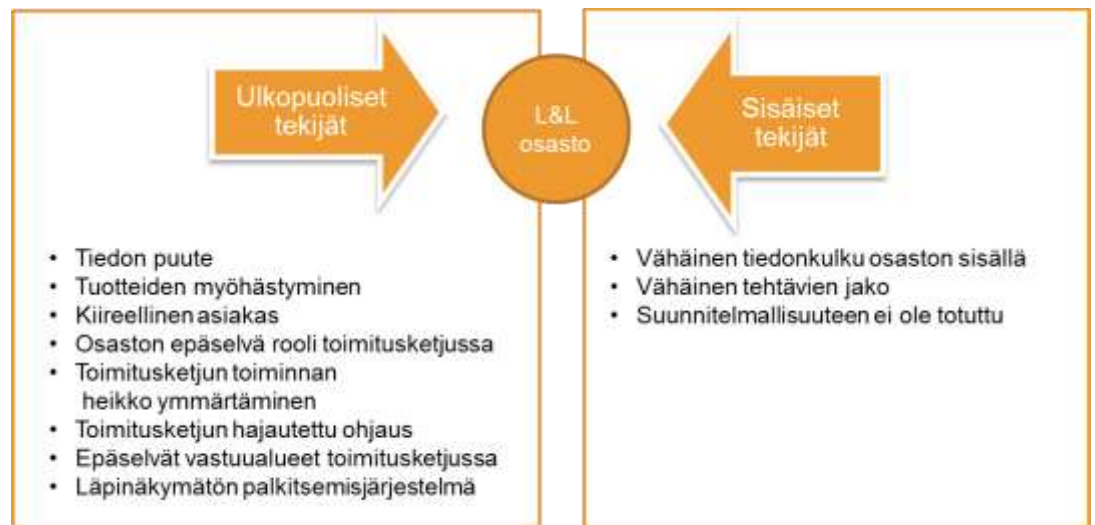 Ulkopuoliset
tekijät
L&L
osasto
Sisäiset
tekijät
• Tiedon puute
• Tuotteiden myöhästyminen
• Kiireellinen asiakas
• Osaston epäselvä rooli toimitusketjussa
• Toimitusketjun toiminnan
heikko ymmärtäminen
• Toimitusketjun hajautettu ohjaus
• Epäselvät vastuualueet toimitusketjussa
• Läpinäkymätön palkitsemisjärjestelmä
• Vähäinen tiedonkulku osaston sisällä
• Vähäinen tehtävien jako
• Suunnitelmallisuuteen ei ole totuttu